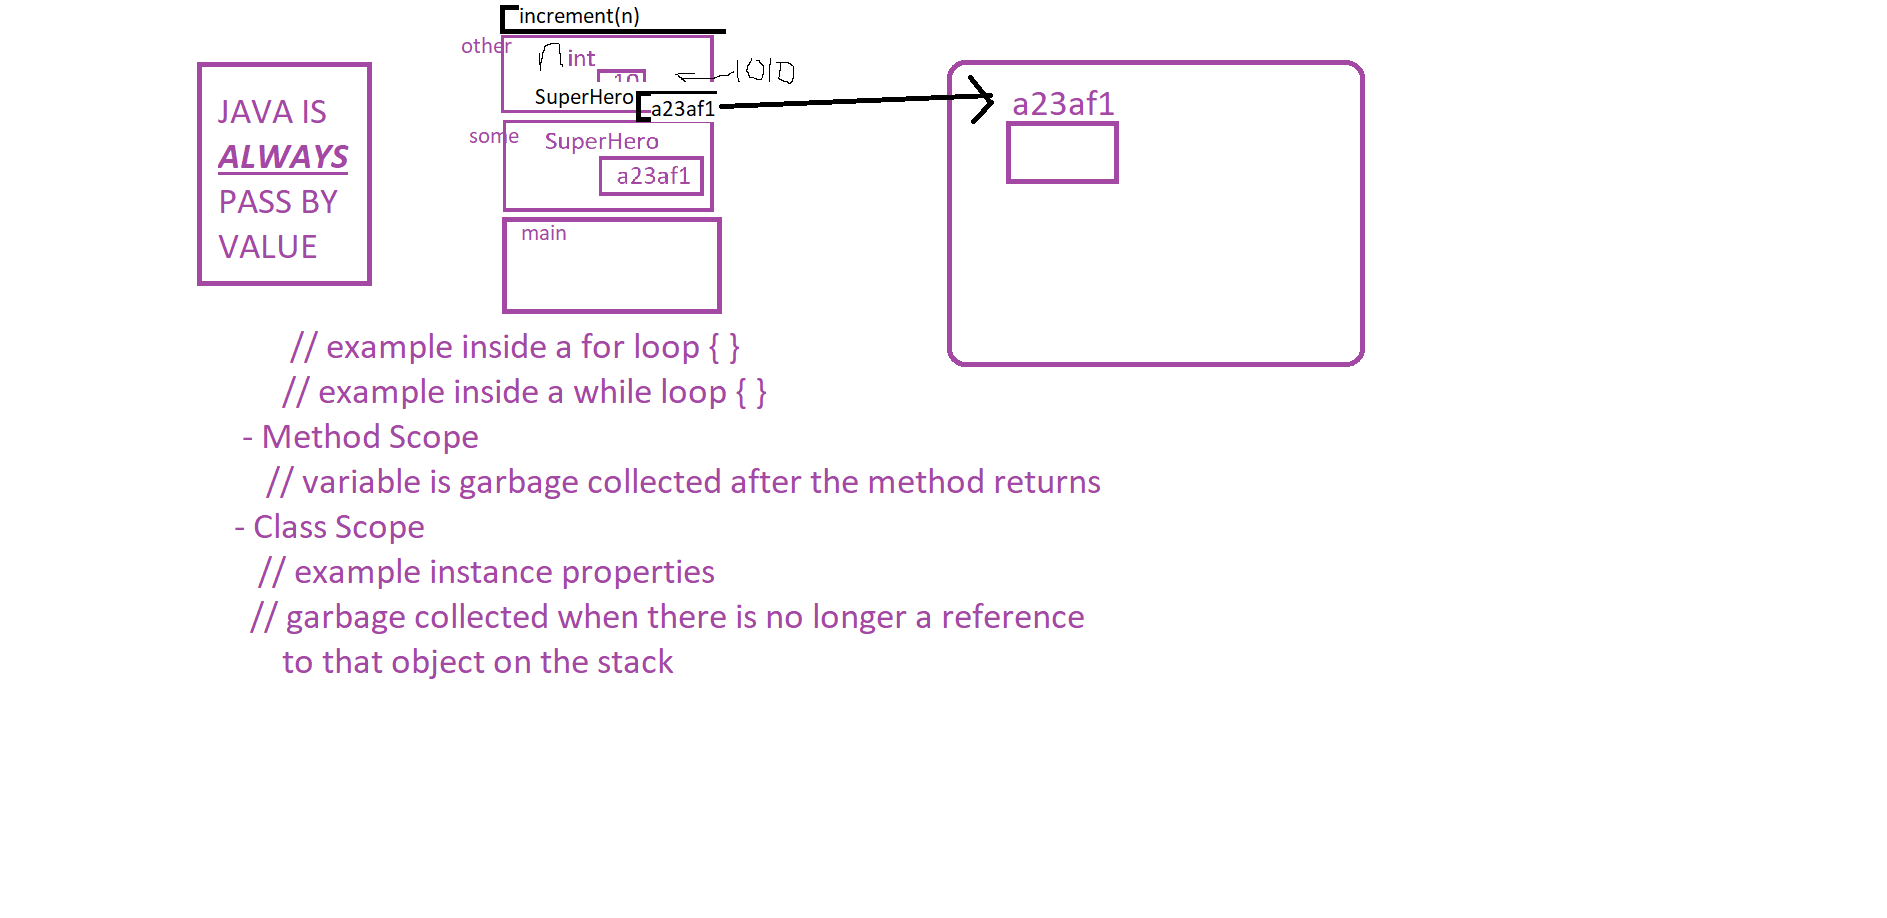 increment(n)
other
n int
10
1010
SuperHero
a23af1
some
SuperHero
a23af1
main
JAVA IS
ALWAYS
PASS BY
VALUE
a23af1
// example inside a for loop { }
// example inside a while loop { }
- Method Scope
// variable is garbage collected after the method returns
- Class Scope
// example instance properties
// garbage collected when there is no longer a reference
to that object on the stack